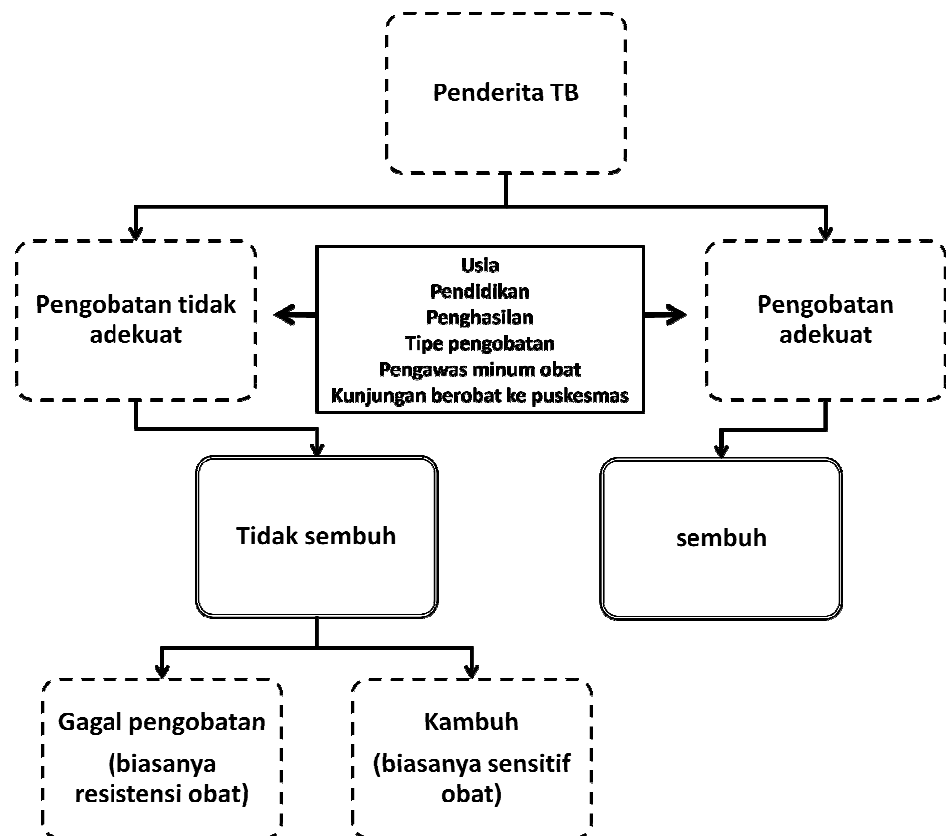 Penderita TB
Pengobatan tidak
adekuat
Usia
Pendidikan
Penghasilan
Tipe pengobatan
Pengawas minum obat
Kunjungan berobat ke puskesmas
Pengobatan
adekuat
Tidak sembuh
sembuh
Gagal pengobatan
(biasanya
resistensi obat)
Kambuh
(biasanya sensitif
obat)